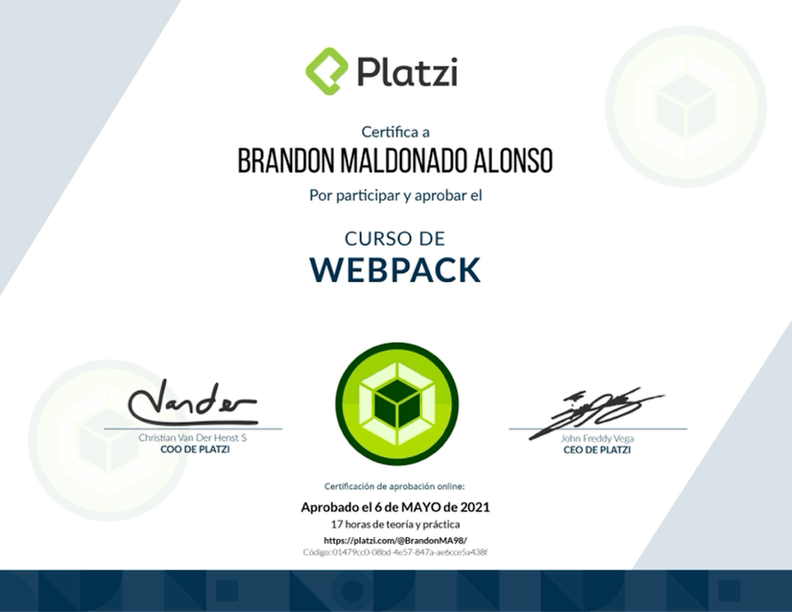 Platzi
Certifica a
BRANDON MALDONADO ALONSO
Por participar y aprobar el
CURSO DE
WEBPACK
Christian Van Der Henst S
COO DE PLATZI
John Freddy Vega
CEO DE PLATZI
Certificación de aprobación online:
Aprobado el 6 de MAYO de 2021
17 horas de teoría y práctica
https://platzi.com/@BrandonMA98/
Código: 01479cc0-08bd-4e57-847a-ae6cce5a438f